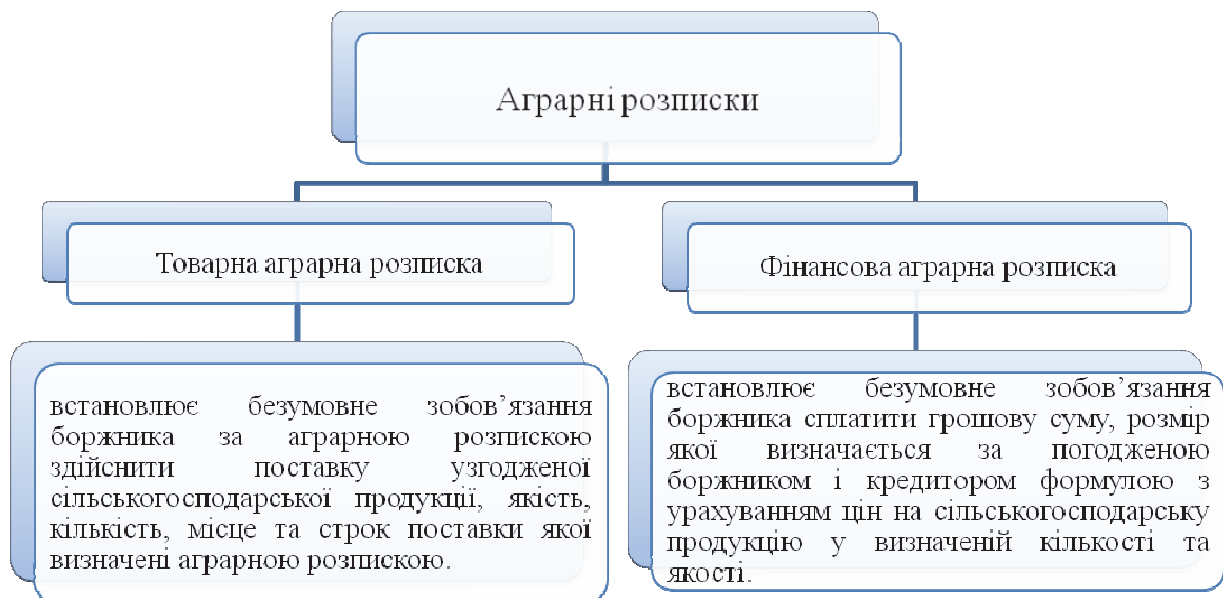 Аграрні розписки
Товарна аграрна розписка
Фінансова аграрна розписка
встановлює безумовне зобов’язання
боржника за аграрною розпискою
здійснити поставку узгодженої
сільськогосподарської продукції, якість,
кількість, місце та строк поставки якої
визначені аграрною розпискою.
встановлює безумовне зобов’язання
боржника сплатити грошову суму, розмір
якої визначається за погодженою
боржником і кредитором формулою з
урахуванням цін на сільськогосподарську
продукцію у визначеній кількості та
якості.